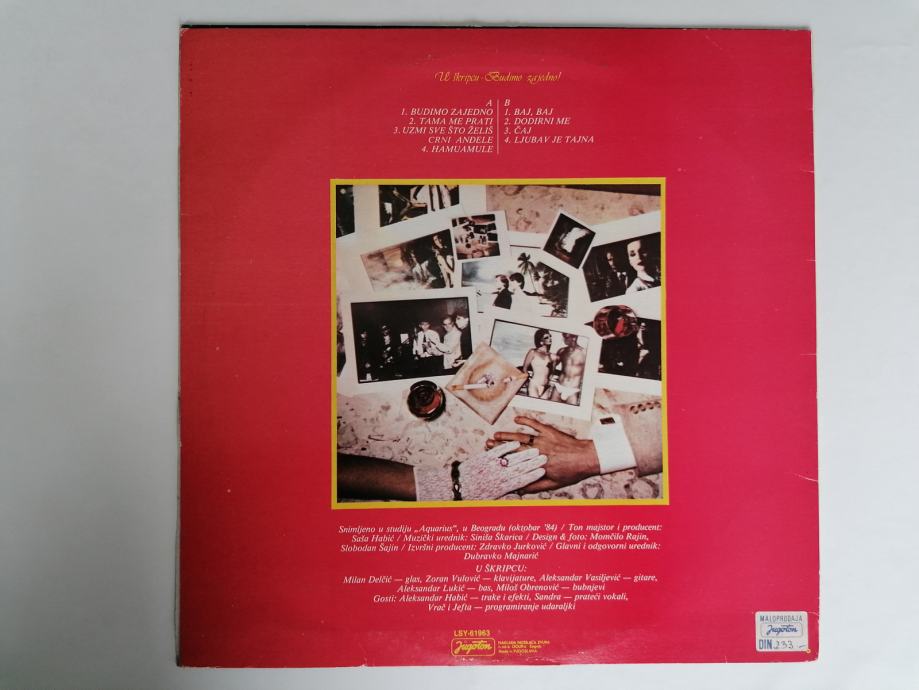 U škripcu - Budimo zajedno!
A
1. BUDIMO ZAJEDNO
2. TAMA ME PRATI
3. UZMI SVE ŠTO ŽELIŠ
CRNI ANĐELE
4. HAMUAMULE
B
1. BAJ, BAJ
2. DODIRNI ME
3. ČAJ
4. LJUBAV JE TAJNA
Snimljeno u studiju „Aquarius", u Beogradu (oktobar '84) / Ton majstor i producent:
Saša Habić / Muzički urednik: Siniša Škarica / Design & foto: Momčilo Rajin,
Slobodan Šajin / Izvršni producent: Zdravko Jurković / Glavni i odgovorni urednik:
Dubravko Majnarić
U ŠKRIPCU:
Milan Delčić — glas, Zoran Vulović — klavijature, Aleksandar Vasiljević — gitare,
Aleksandar Lukić — bas, Miloš Obrenović — bubnjevi
Gosti: Aleksandar Habić — trake i efekti, Sandra — prateći vokali,
Vrač i Jefta — programiranje udaraljki
LSY-61963
Jugoton
MALOPRODAJA
Jugoton
DIN 233.-